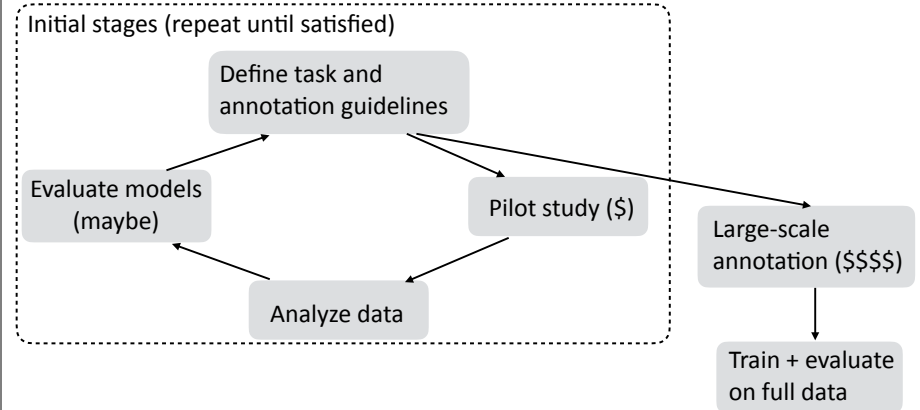 Initial stages (repeat until satisfied)
Define task and
annotation guidelines
Evaluate models
(maybe)
Pilot study ($)
Large-scale
annotation ($$$$)
Analyze data
Train + evaluate
on full data